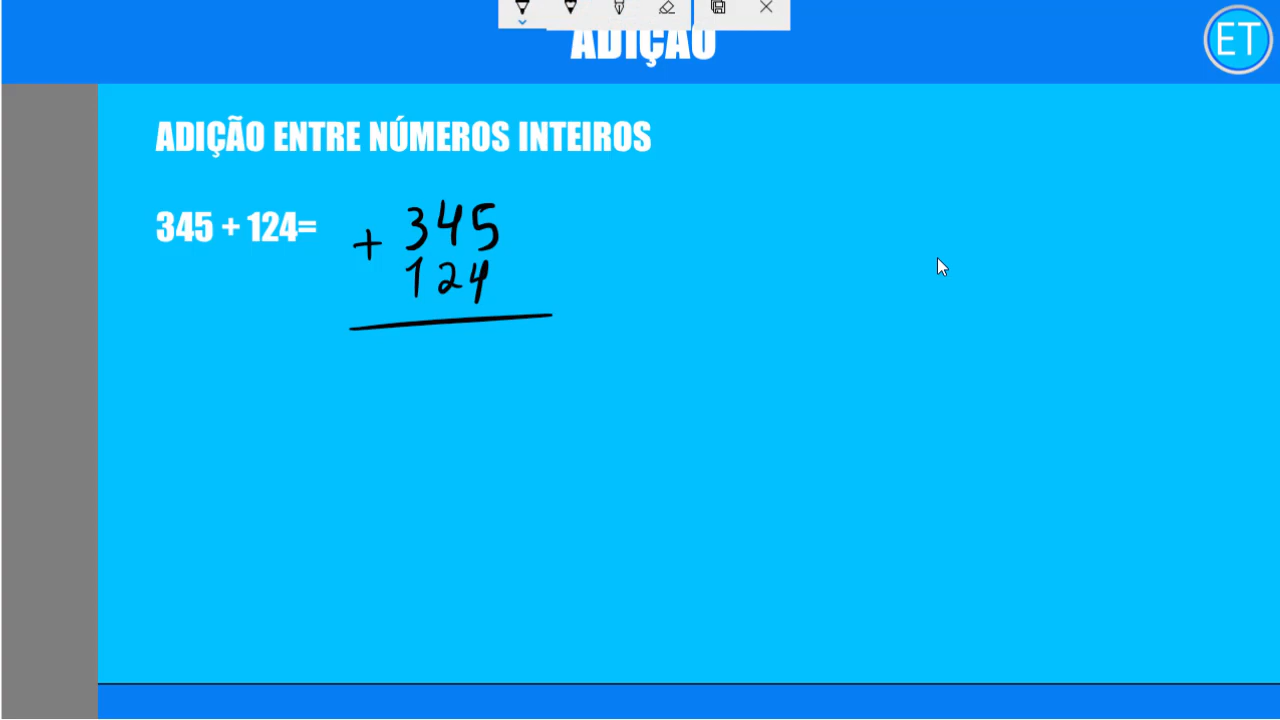 ADIÇÃO
ET
ADIÇÃO ENTRE NÚMEROS INTEIROS
345 + 124=
+ 345
124